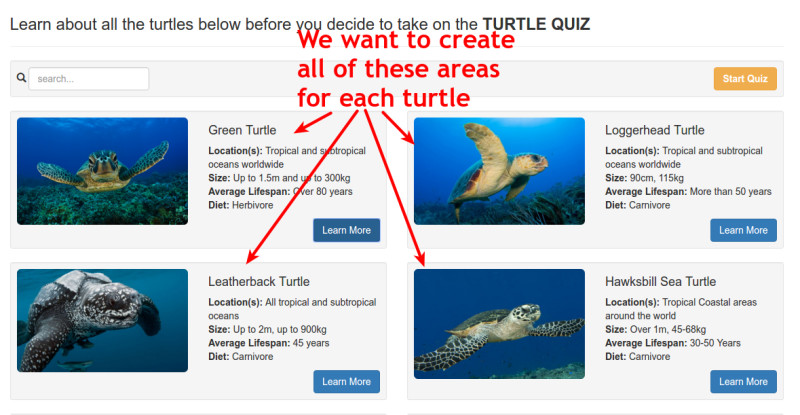 Learn about all the turtles below before you decide to take on the TURTLE QUIZ
We want to create
all of these areas
for each turtle
search...
Start Quiz
Green Turtle
Location(s): Tropical and subtropical
oceans worldwide
Size: Up to 1.5m and up to 300kg
Average Lifespan: Over 80 years
Diet: Herbivore
Learn More
Loggerhead Turtle
Location(s): Tropical and subtropical
oceans worldwide
Size: 90cm, 115kg
Average Lifespan: More than 50 years
Diet: Carnivore
Learn More
Leatherback Turtle
Location(s): All tropical and subtropical
oceans
Size: Up to 2m, up to 900kg
Average Lifespan: 45 years
Diet: Carnivore
Learn More
Hawksbill Sea Turtle
Location(s): Tropical Coastal areas
around the world
Size: Over 1m, 45-68kg
Average Lifespan: 30-50 Years
Diet: Carnivore
Learn More